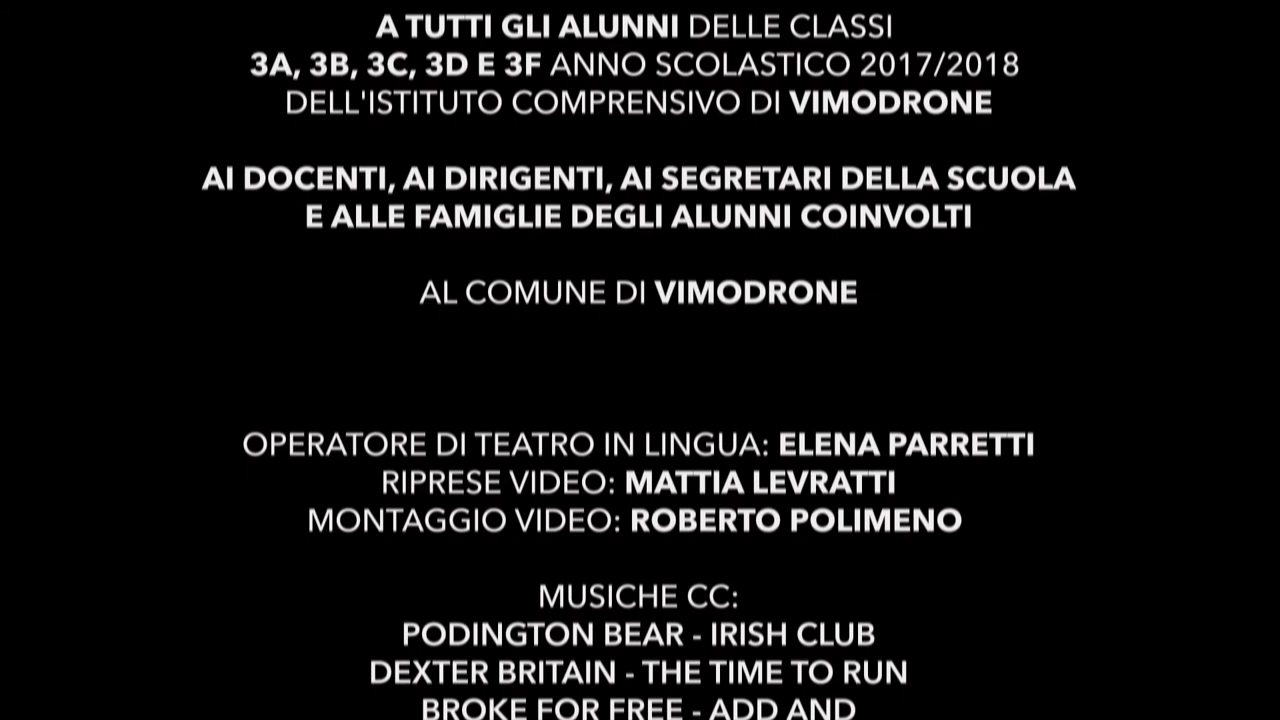 A TUTTI GLI ALUNNI DELLE CLASSI
3A, 3B, 3C, 3D E 3F ANNO SCOLASTICO 2017/2018
DELL'ISTITUTO COMPRENSIVO DI VIMODRONE
AI DOCENTI, AI DIRIGENTI, AI SEGRETARI DELLA SCUOLA
E ALLE FAMIGLIE DEGLI ALUNNI COINVOLTI
AL COMUNE DI VIMODRONE
OPERATORE DI TEATRO IN LINGUA: ELENA PARRETTI
RIPRESE VIDEO: MATTIA LEVRATTI
MONTAGGIO VIDEO: ROBERTO POLIMENO
MUSICHE CC:
PODINGTON BEAR - IRISH CLUB
DEXTER BRITAIN - THE TIME TO RUN
BROKE FOR FREE - ADD AND